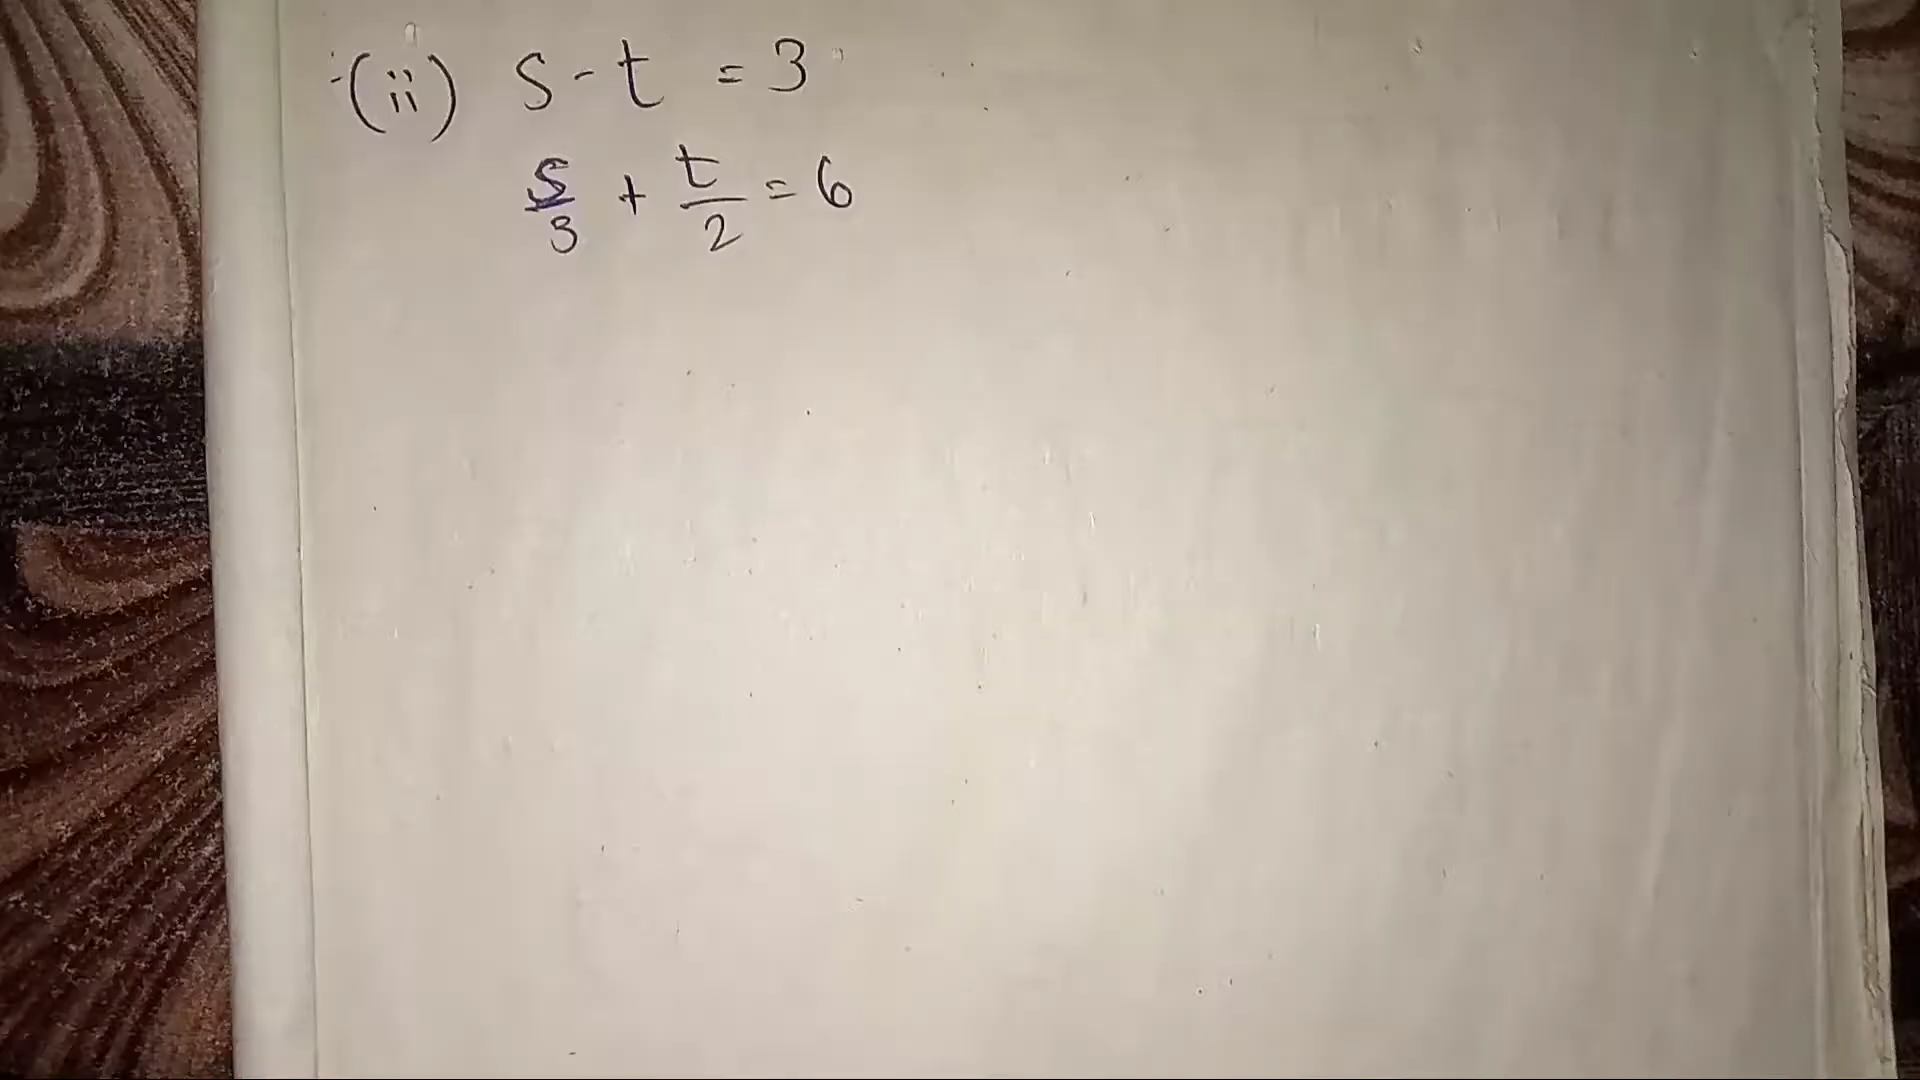 (ii) s - t = 3
s/3 + t/2 = 6